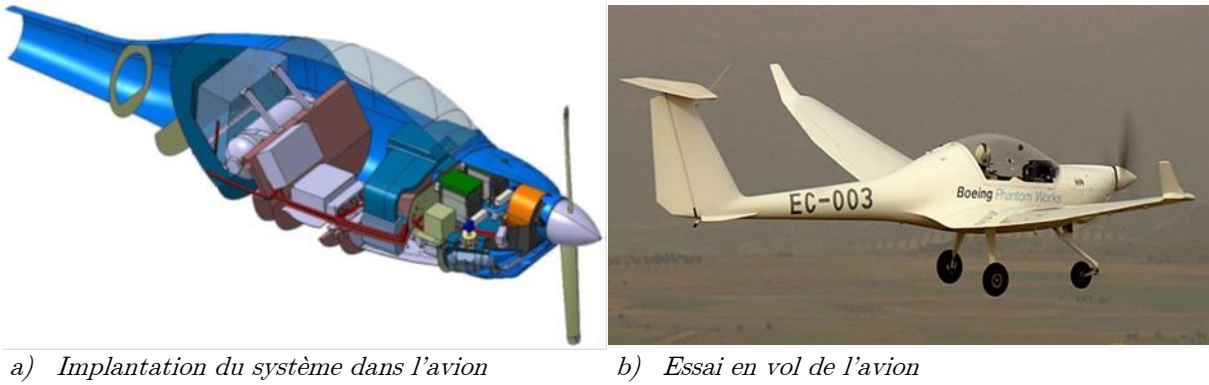 EC-003
Boeing Phantom Works
a) Implantation du système dans l'avion
b) Essai en vol de l'avion